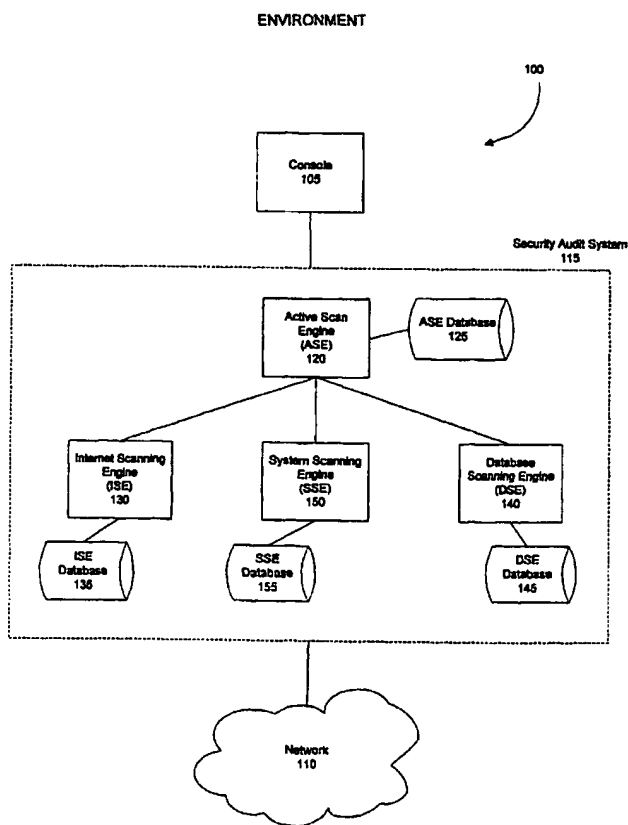 ENVIRONMENT
100
Console
105
Security Audit System
115
Active Scan
Engine
(ASE)
120
ASE Database
125
Internet Scanning
Engine
(ISE)
130
System Scanning
Engine
(SSE)
150
Database
Scanning Engine
(DSE)
140
ISE
Database
135
SSE
Database
155
DSE
Database
145
Network
110